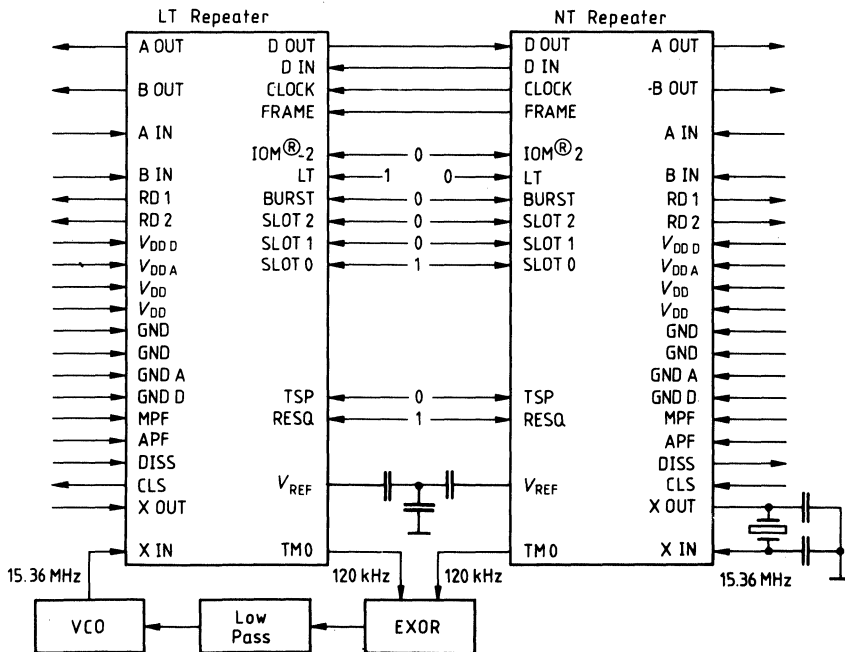 LT Repeater NT Repeater
A OUT D OUT D OUT A OUT
D IN D IN
B OUT CLOCK CLOCK -B OUT
FRAME FRAME
A IN A IN
IOM®-2 0 IOM®2
B IN LT 1 0 LT B IN
RD 1 BURST 0 BURST RD 1
RD 2 SLOT 2 0 SLOT 2 RD 2
VDD D SLOT 1 0 SLOT 1 VDD D
VDD A SLOT 0 1 SLOT 0 VDD A
VDD VDD
VDD VDD
GND GND
GND GND
GND A GND A
GND D TSP 0 TSP GND D
MPF RESQ 1 RESQ MPF
APF APF
DISS DISS
CLS VREF VREF CLS
X OUT X OUT
X IN TM0 TM0 X IN
15.36 MHz 120 kHz 120 kHz 15.36 MHz
VCO Low Pass EXOR